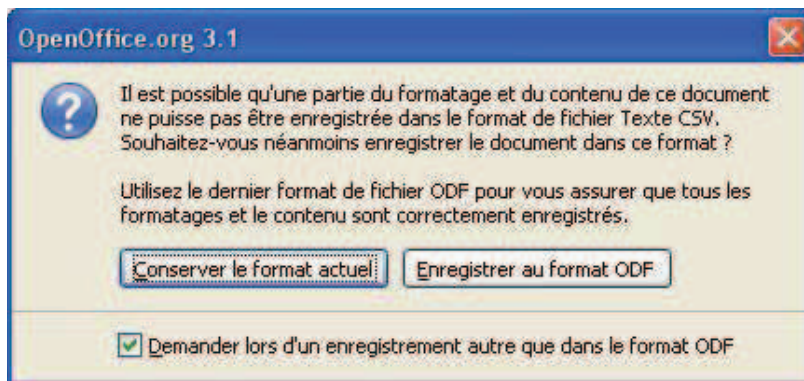 OpenOffice.org 3.1
Il est possible qu'une partie du formatage et du contenu de ce document
ne puisse pas être enregistrée dans le format de fichier Texte CSV.
Souhaitez-vous néanmoins enregistrer le document dans ce format ?
Utilisez le dernier format de fichier ODF pour vous assurer que tous les
formatages et le contenu sont correctement enregistrés.
Conserver le format actuel
Enregistrer au format ODF
Demander lors d'un enregistrement autre que dans le format ODF